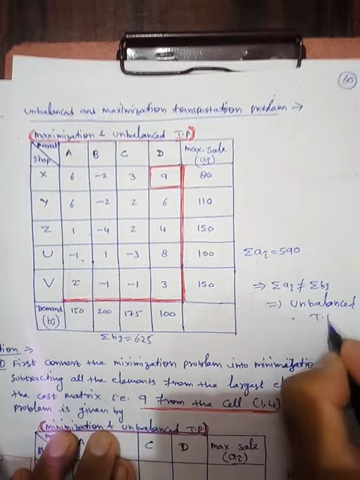 60
unbalanced and maximization transportation problem →
(maximization & unbalanced T.P)
Shop A B C D max. sale (ai)
X 6 -2 3 9 80
Y 6 -2 2 6 110
Z 1 -4 2 4 150
U -1 1 -3 8 100
V 2 -1 -1 3 150
Demand (bj) 150 200 175 100
Σai = 590
⇒ Σai ≠ Σbj
⇒ unbalanced
T.
Σbj = 625
tion →
First convert the minimization problem into minimization
subtracting all the elements from the largest
the cost matrix i.e. 9 from the cell (1,4)
problem is given by
(minimization & unbalanced T.P)
C D max. sale (ai)